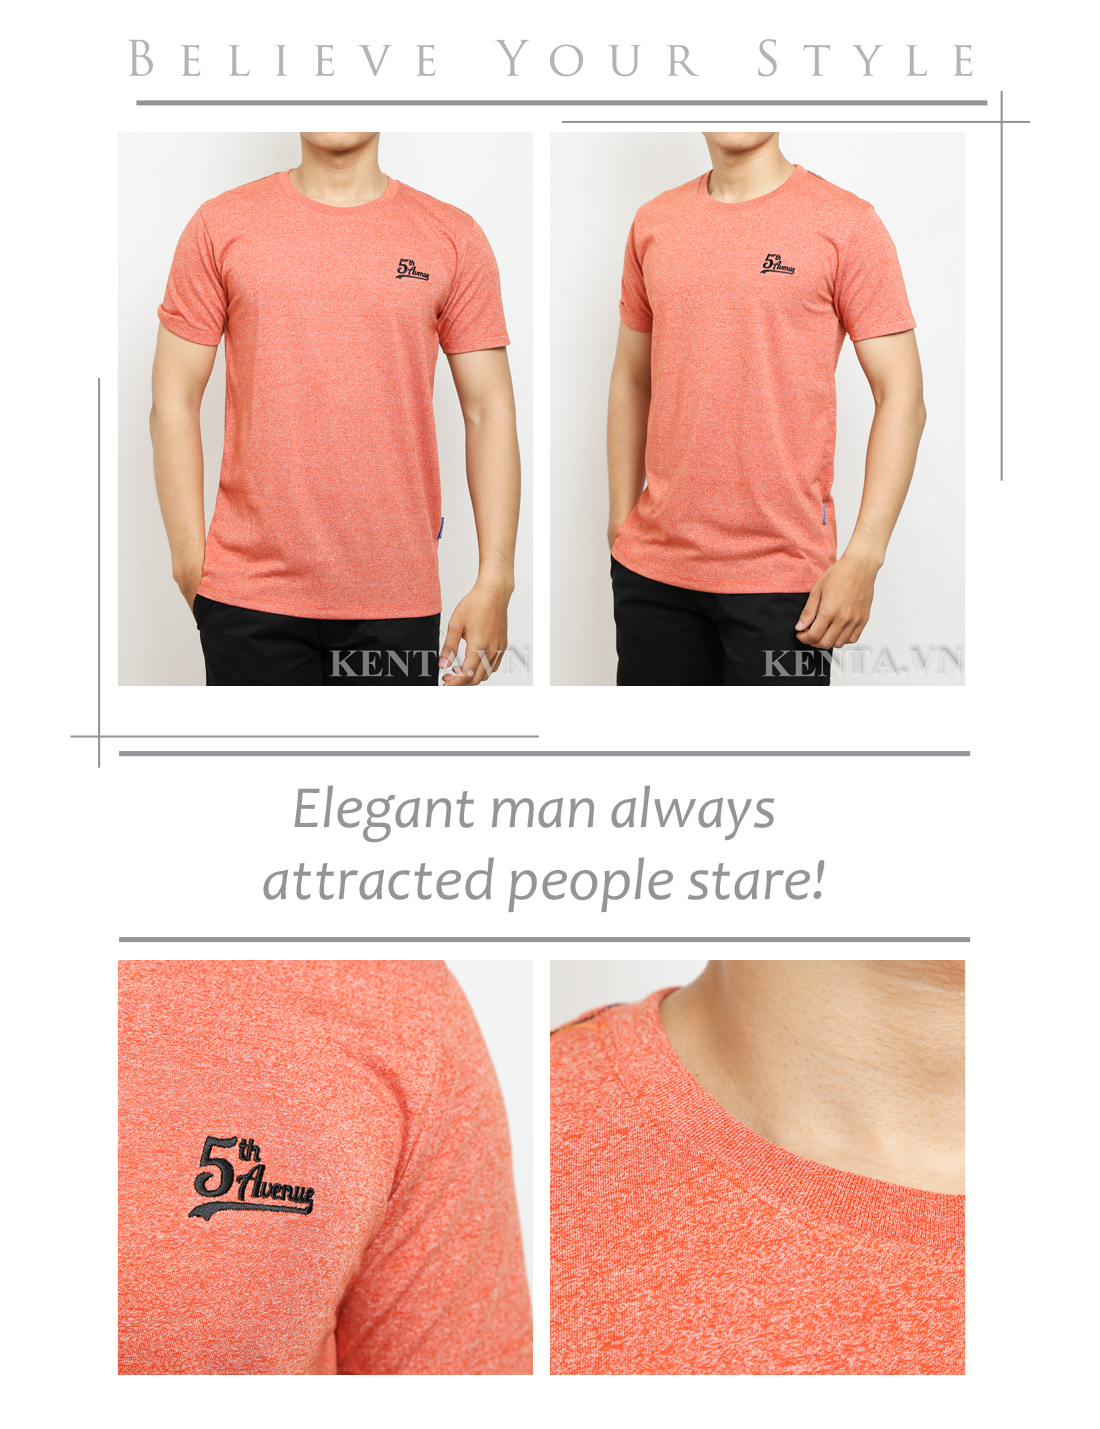 BELIEVE YOUR STYLE
5th
Avenue
5th
Avenue
KENTA.VN
KENTA.VN
Elegant man always
attracted people stare!
5th
Avenue